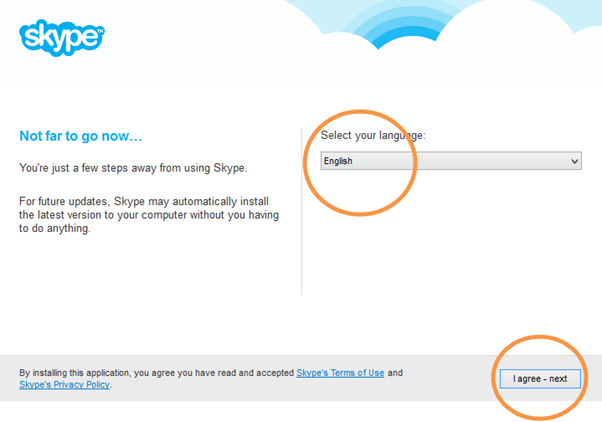 skype™
Not far to go now...
You're just a few steps away from using Skype.
For future updates, Skype may automatically install
the latest version to your computer without you having
to do anything.
Select your language:
English
By installing this application, you agree you have read and accepted Skype's Terms of Use and
Skype's Privacy Policy.
I agree - next